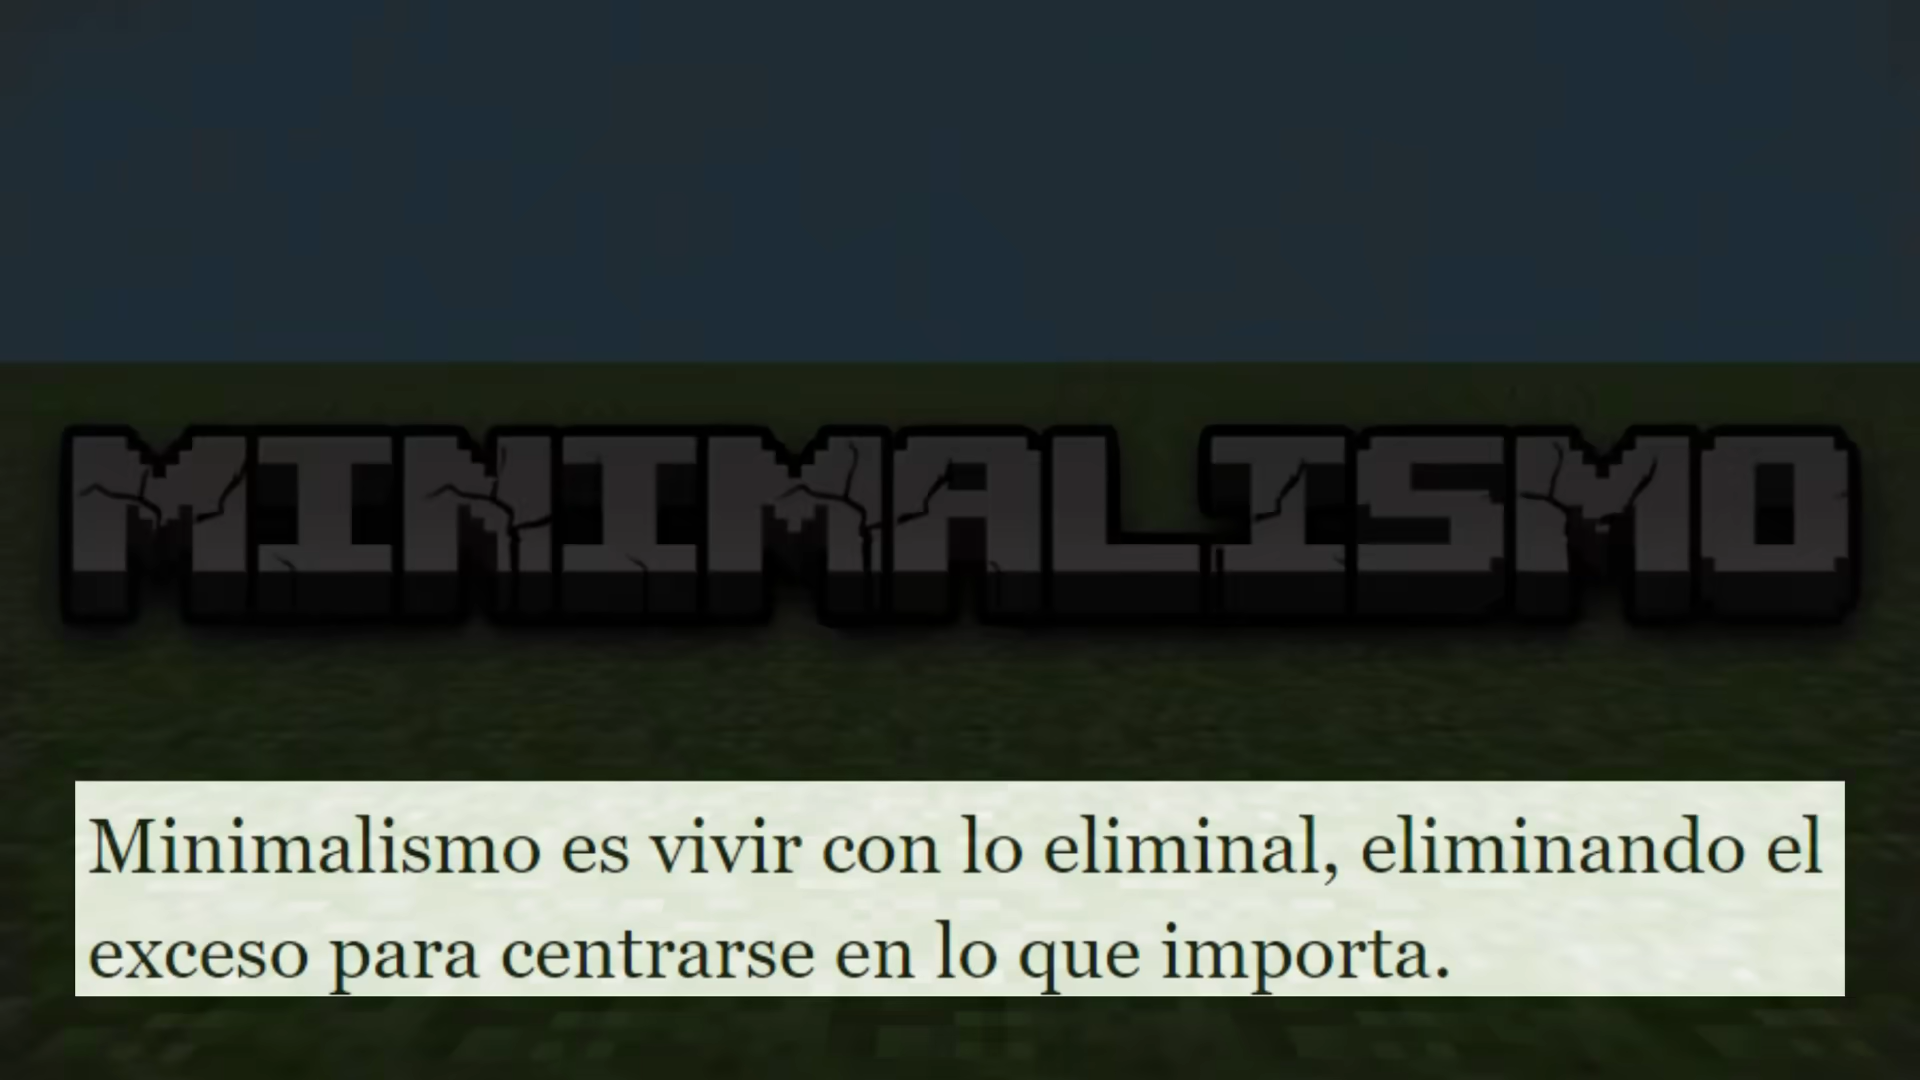 MINIMALISMO
Minimalismo es vivir con lo eliminal, eliminando el
exceso para centrarse en lo que importa.